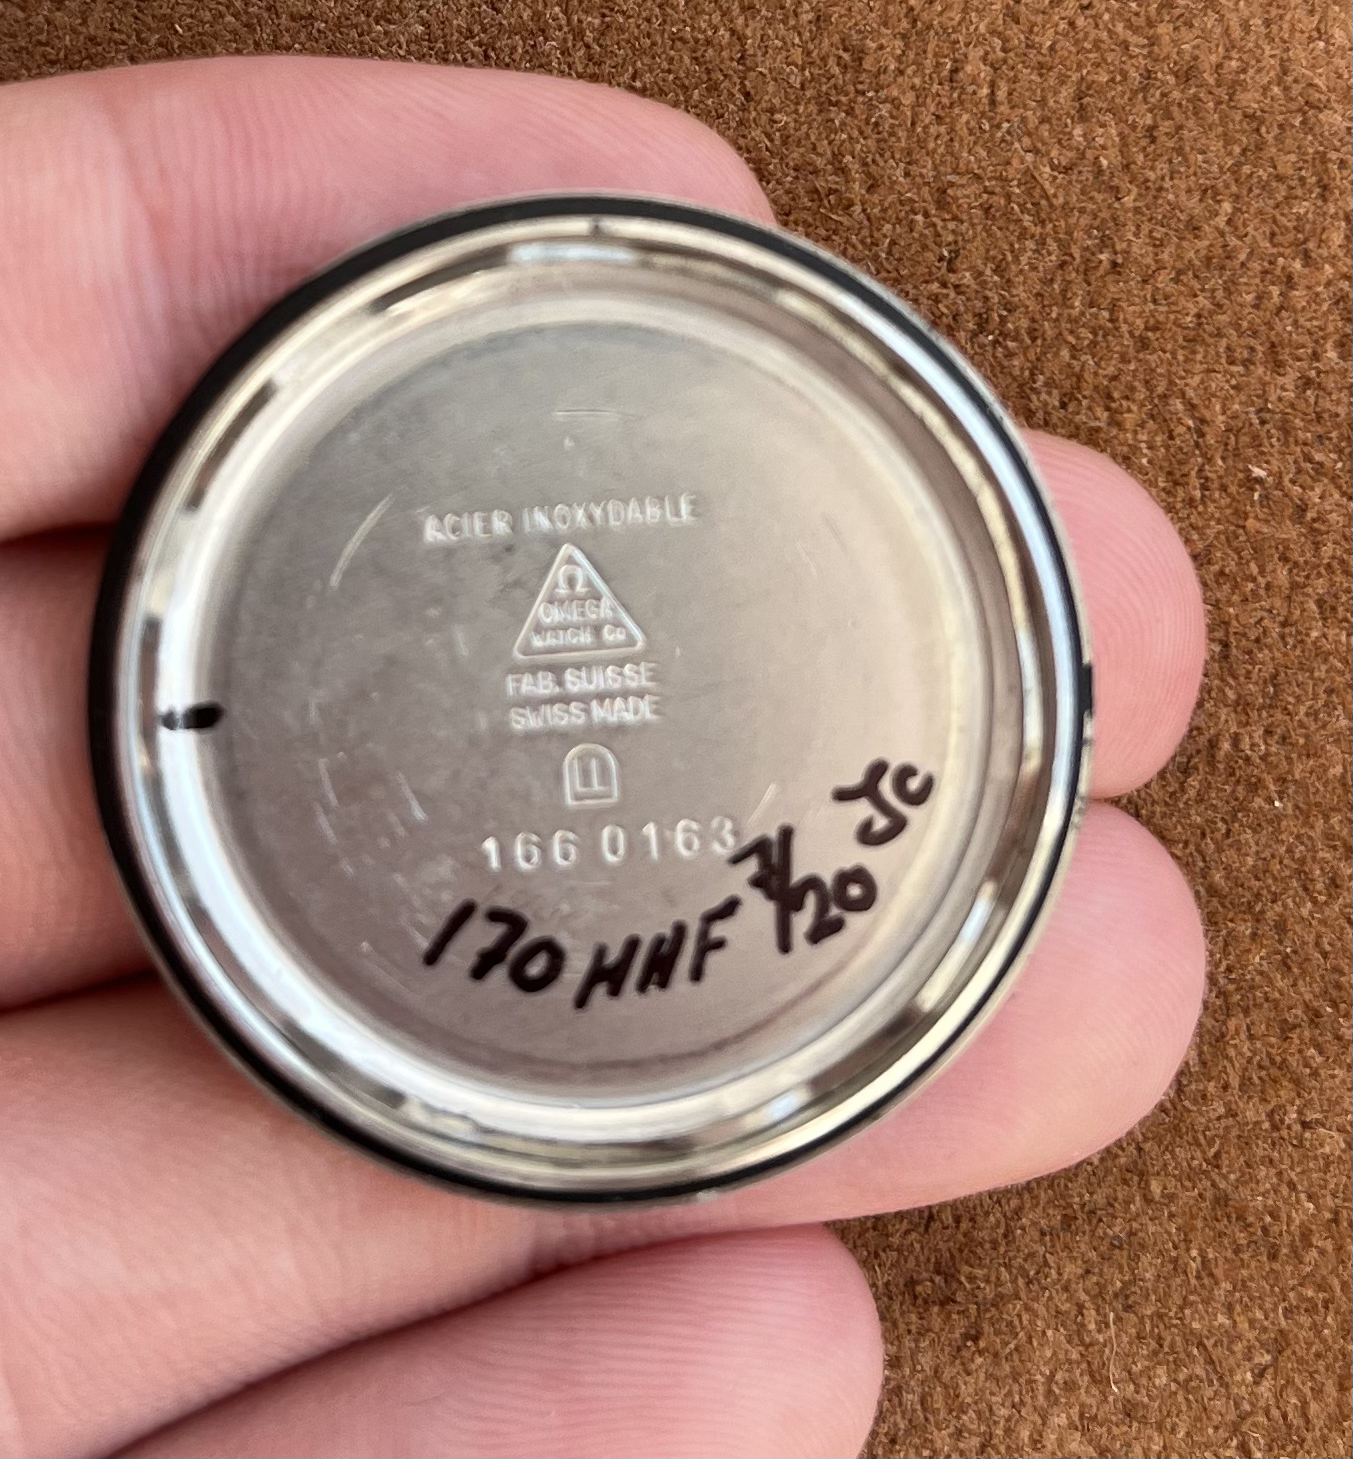 ACIER INOXYDABLE
Ω
OMEGA
WATCH Co
FAB. SUISSE
SWISS MADE
166 0163
170 HHF 7/20 JC